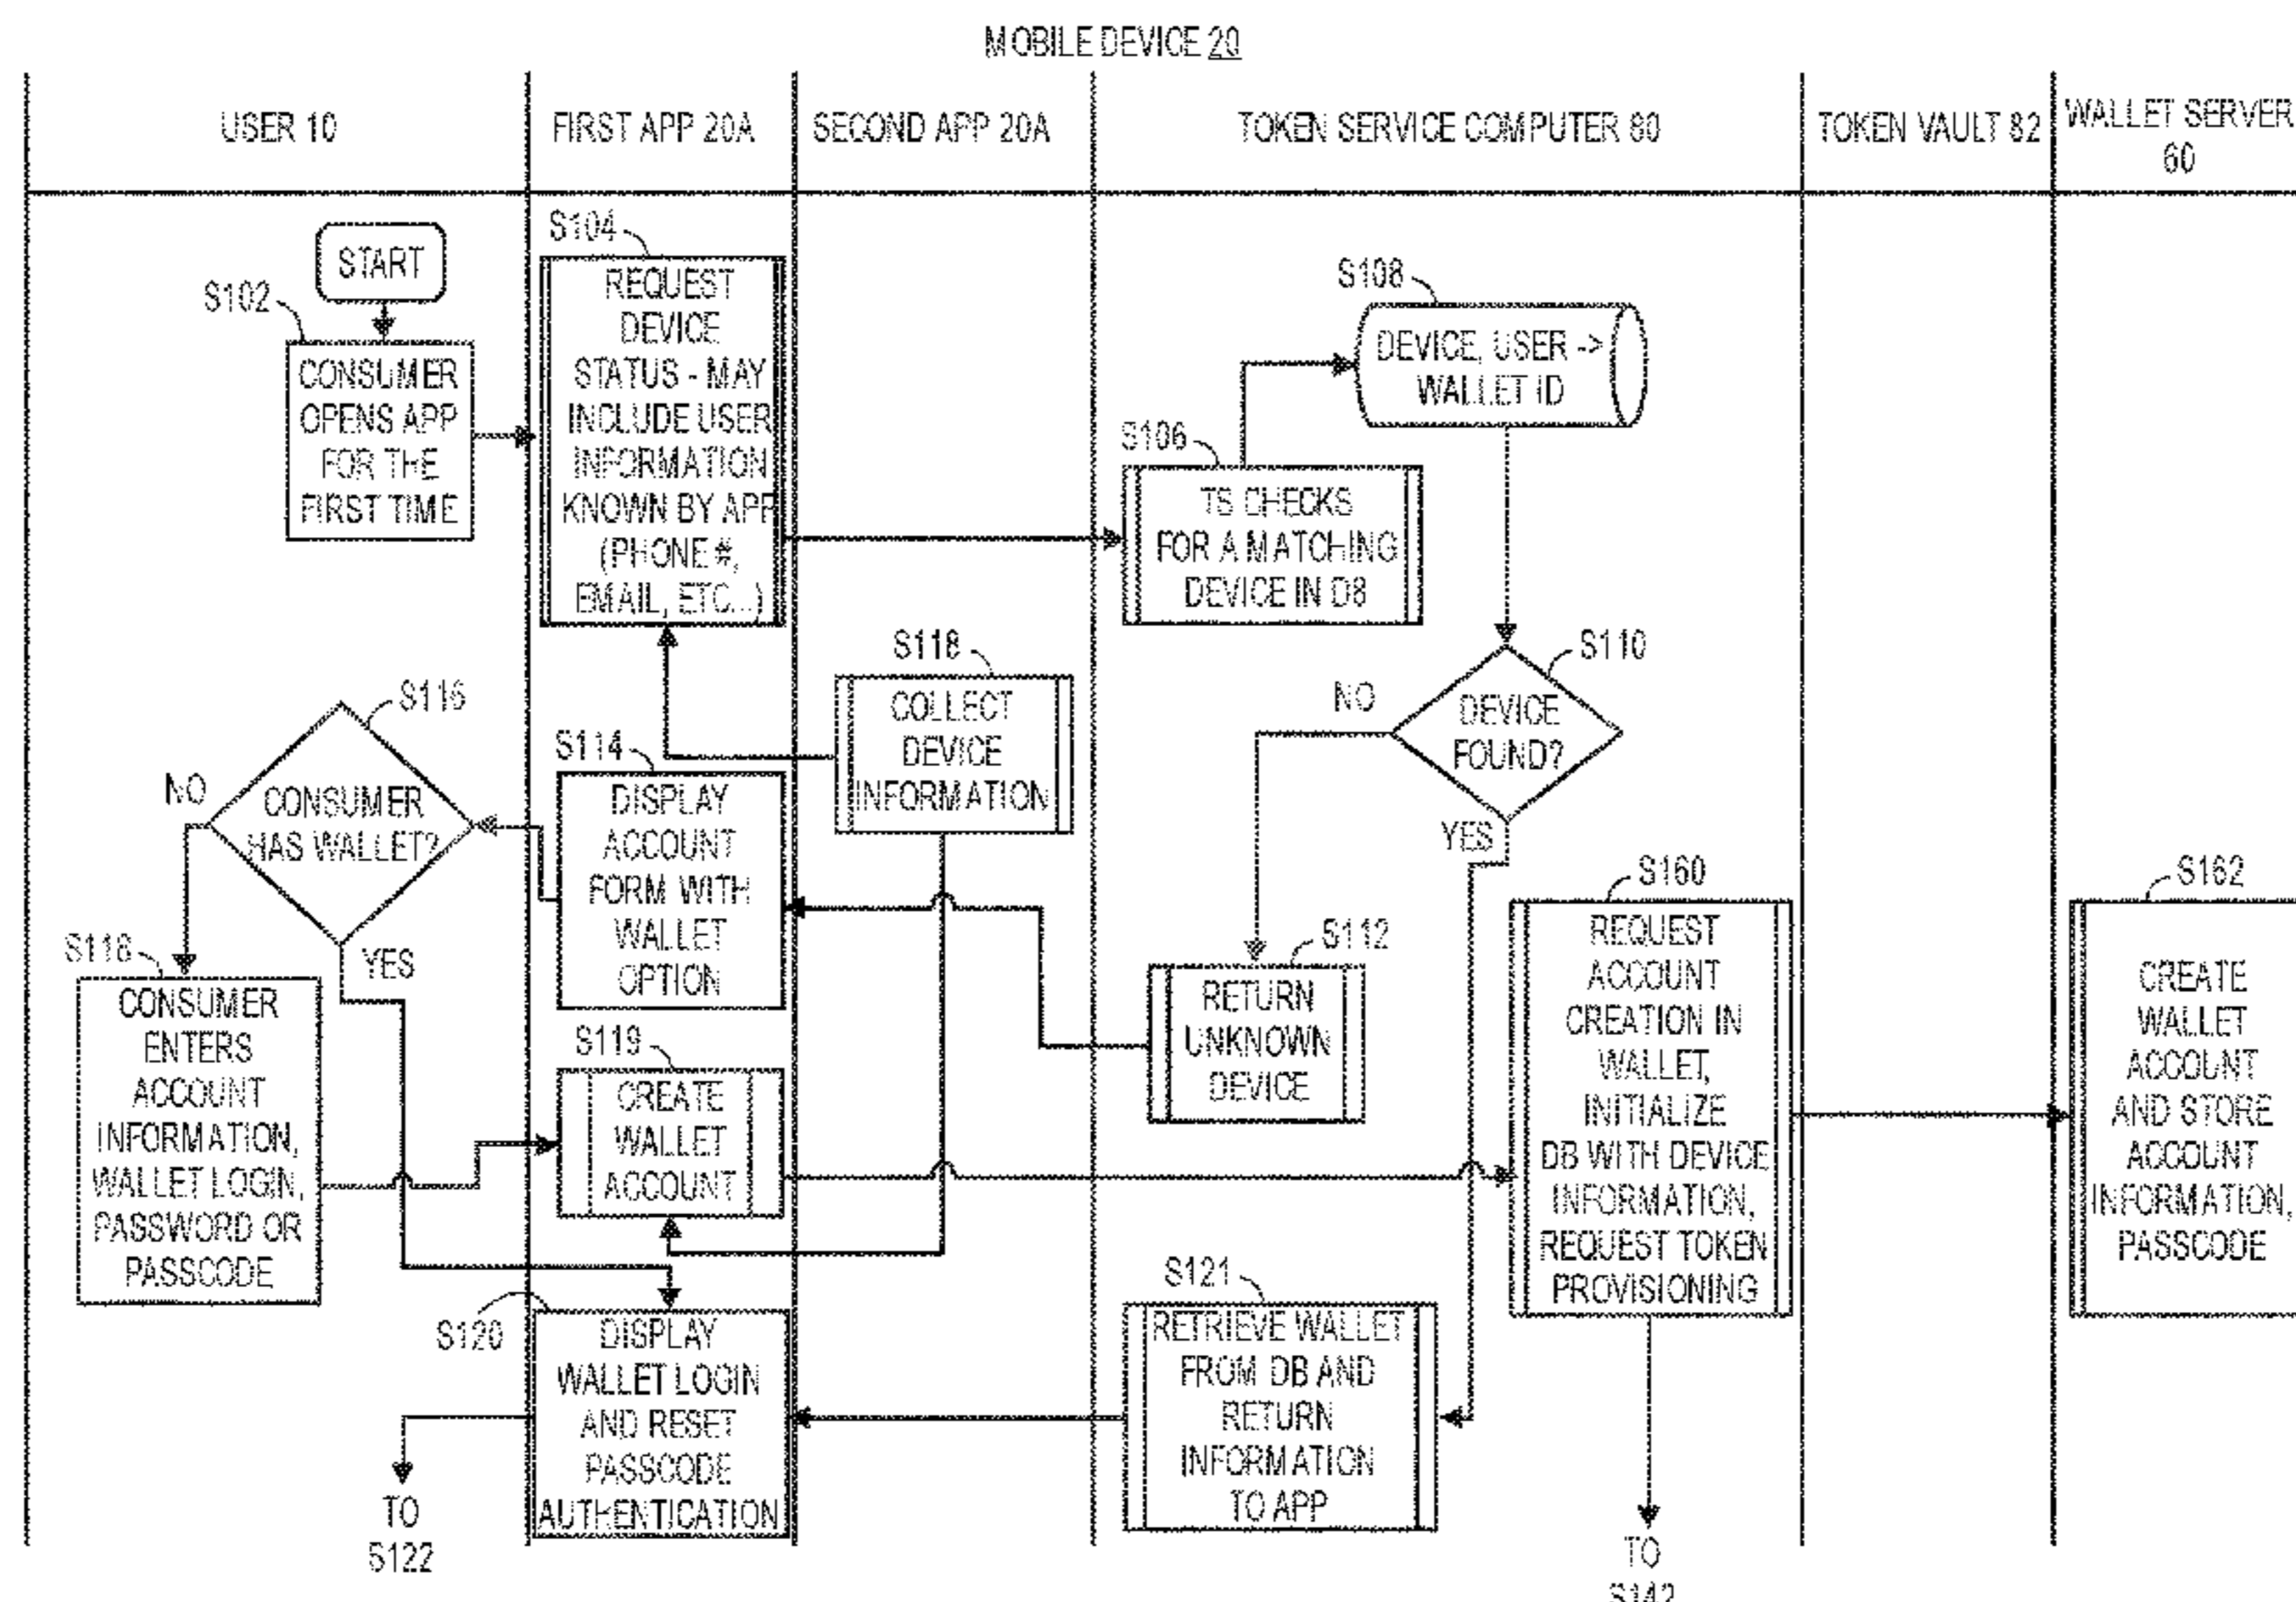 MOBILE DEVICE 20
USER 10
FIRST APP 20A
SECOND APP 20A
TOKEN SERVICE COMPUTER 80
TOKEN VAULT 82
WALLET SERVER
60
START
S102
CONSUMER
OPENS APP
FOR THE
FIRST TIME
S104
REQUEST
DEVICE
STATUS - MAY
INCLUDE USER
INFORMATION
KNOWN BY APP
(PHONE #,
EMAIL, ETC...)
S106
TS CHECKS
FOR A MATCHING
DEVICE IN DB
S108
DEVICE, USER ->
WALLET ID
S110
DEVICE
FOUND?
NO
YES
S112
RETURN
UNKNOWN
DEVICE
S118
COLLECT
DEVICE
INFORMATION
S114
DISPLAY
ACCOUNT
FORM WITH
WALLET
OPTION
S116
CONSUMER
HAS WALLET?
NO
YES
S118
CONSUMER
ENTERS
ACCOUNT
INFORMATION,
WALLET LOGIN,
PASSWORD OR
PASSCODE
S119
CREATE
WALLET
ACCOUNT
S160
REQUEST
ACCOUNT
CREATION IN
WALLET,
INITIALIZE
DB WITH DEVICE
INFORMATION,
REQUEST TOKEN
PROVISIONING
S162
CREATE
WALLET
ACCOUNT
AND STORE
ACCOUNT
INFORMATION,
PASSCODE
S120
DISPLAY
WALLET LOGIN
AND RESET
PASSCODE
AUTHENTICATION
S121
RETRIEVE WALLET
FROM DB AND
RETURN
INFORMATION
TO APP
TO
S122
TO
S142